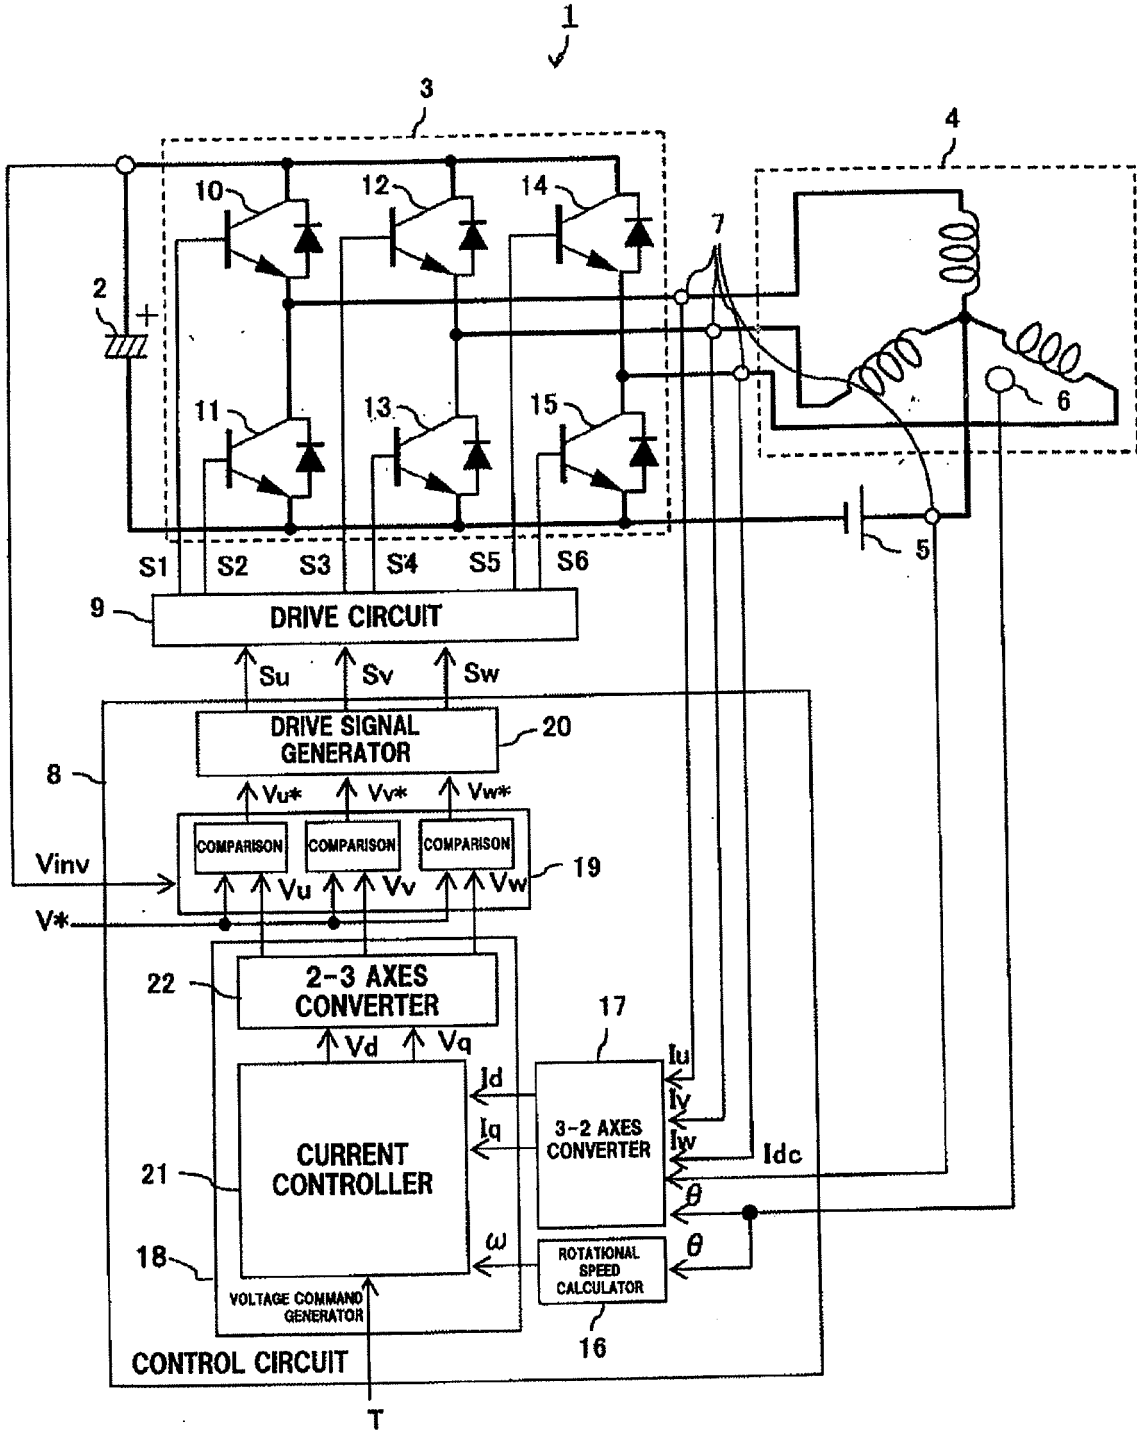 1
3
4
10
12
14
7
2
+
11
13
15
6
5
S1
S2
S3
S4
S5
S6
9
DRIVE CIRCUIT
Su
Sv
Sw
DRIVE SIGNAL
GENERATOR
20
8
Vu*
Vv*
Vw*
COMPARISON
COMPARISON
COMPARISON
19
Vinv
Vu
Vv
Vw
V*
22
2-3 AXES
CONVERTER
17
Vd
Vq
Iu
Id
Iv
3-2 AXES
CONVERTER
Iq
Iw
Idc
CURRENT
CONTROLLER
21
θ
ω
θ
ROTATIONAL
SPEED
CALCULATOR
18
VOLTAGE COMMAND
GENERATOR
16
CONTROL CIRCUIT
T